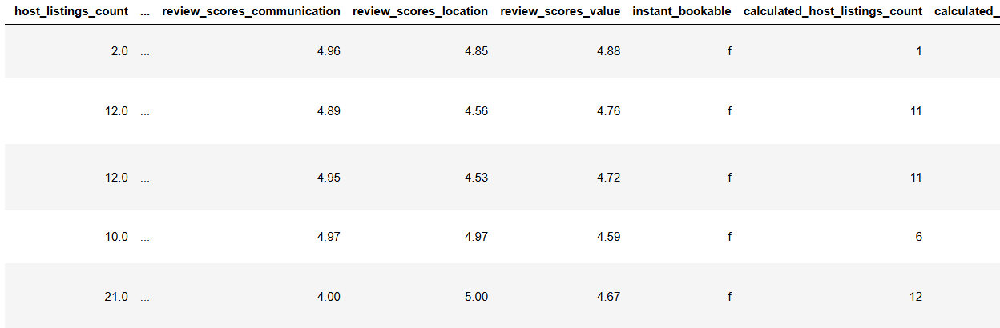 host_listings_count ... review_scores_communication review_scores_location review_scores_value instant_bookable calculated_host_listings_count calculated_
2.0 ... 4.96 4.85 4.88 f 1
12.0 ... 4.89 4.56 4.76 f 11
12.0 ... 4.95 4.53 4.72 f 11
10.0 ... 4.97 4.97 4.59 f 6
21.0 ... 4.00 5.00 4.67 f 12